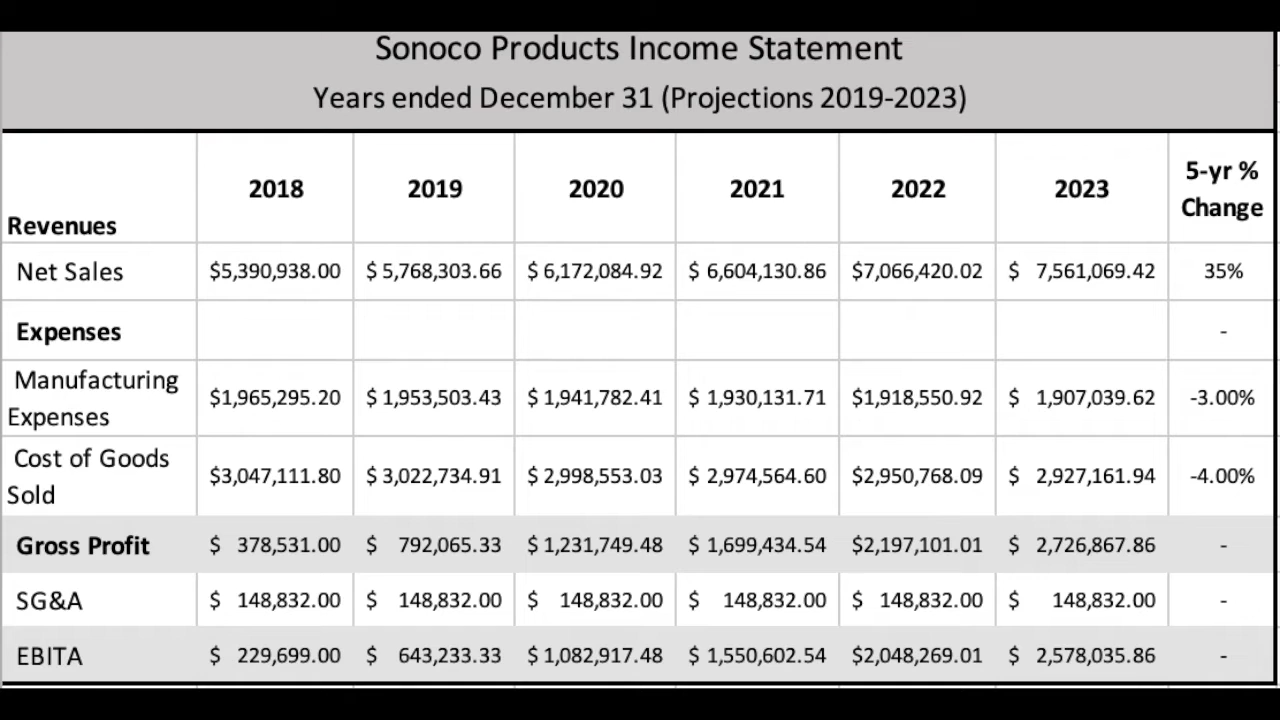 Sonoco Products Income Statement
Years ended December 31 (Projections 2019-2023)
Revenues 2018 2019 2020 2021 2022 2023 5-yr % Change
Net Sales $5,390,938.00 $ 5,768,303.66 $ 6,172,084.92 $ 6,604,130.86 $7,066,420.02 $ 7,561,069.42 35%
Expenses -
Manufacturing Expenses $1,965,295.20 $ 1,953,503.43 $ 1,941,782.41 $ 1,930,131.71 $1,918,550.92 $ 1,907,039.62 -3.00%
Cost of Goods Sold $3,047,111.80 $ 3,022,734.91 $ 2,998,553.03 $ 2,974,564.60 $2,950,768.09 $ 2,927,161.94 -4.00%
Gross Profit $ 378,531.00 $ 792,065.33 $ 1,231,749.48 $ 1,699,434.54 $2,197,101.01 $ 2,726,867.86 -
SG&A $ 148,832.00 $ 148,832.00 $ 148,832.00 $ 148,832.00 $ 148,832.00 $ 148,832.00 -
EBITA $ 229,699.00 $ 643,233.33 $ 1,082,917.48 $ 1,550,602.54 $2,048,269.01 $ 2,578,035.86 -